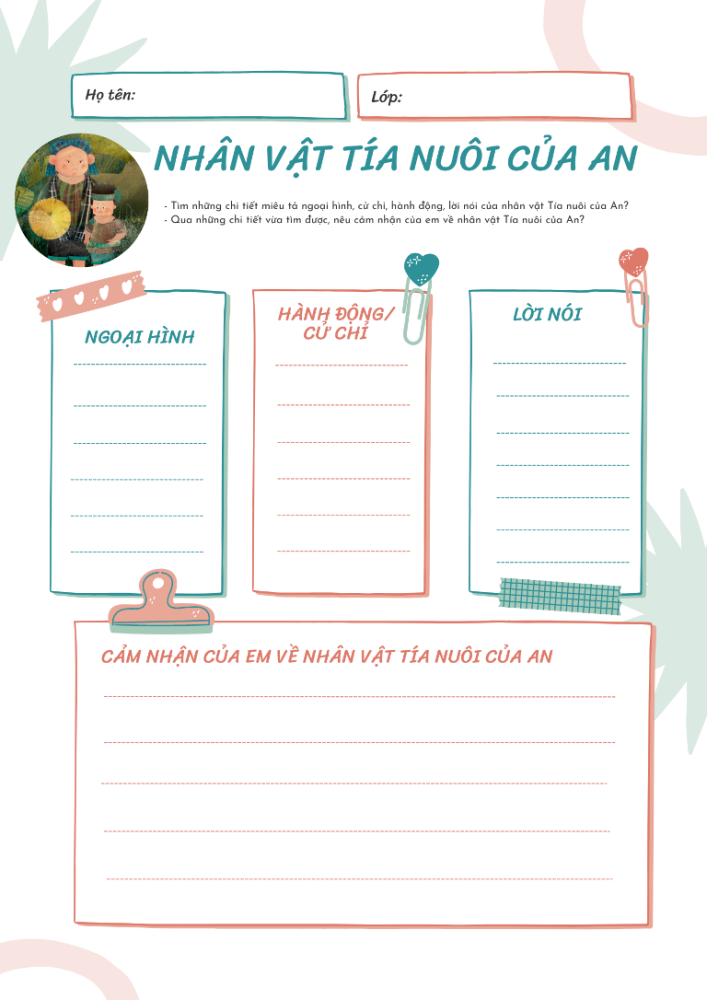 Họ tên:
Lớp:
NHÂN VẬT TÍA NUÔI CỦA AN
- Tìm những chi tiết miêu tả ngoại hình, cử chỉ, hành động, lời nói của nhân vật Tía nuôi của An?
- Qua những chi tiết vừa tìm được, nêu cảm nhận của em về nhân vật Tía nuôi của An?
NGOẠI HÌNH
HÀNH ĐỘNG/
CỬ CHỈ
LỜI NÓI
CẢM NHẬN CỦA EM VỀ NHÂN VẬT TÍA NUÔI CỦA AN